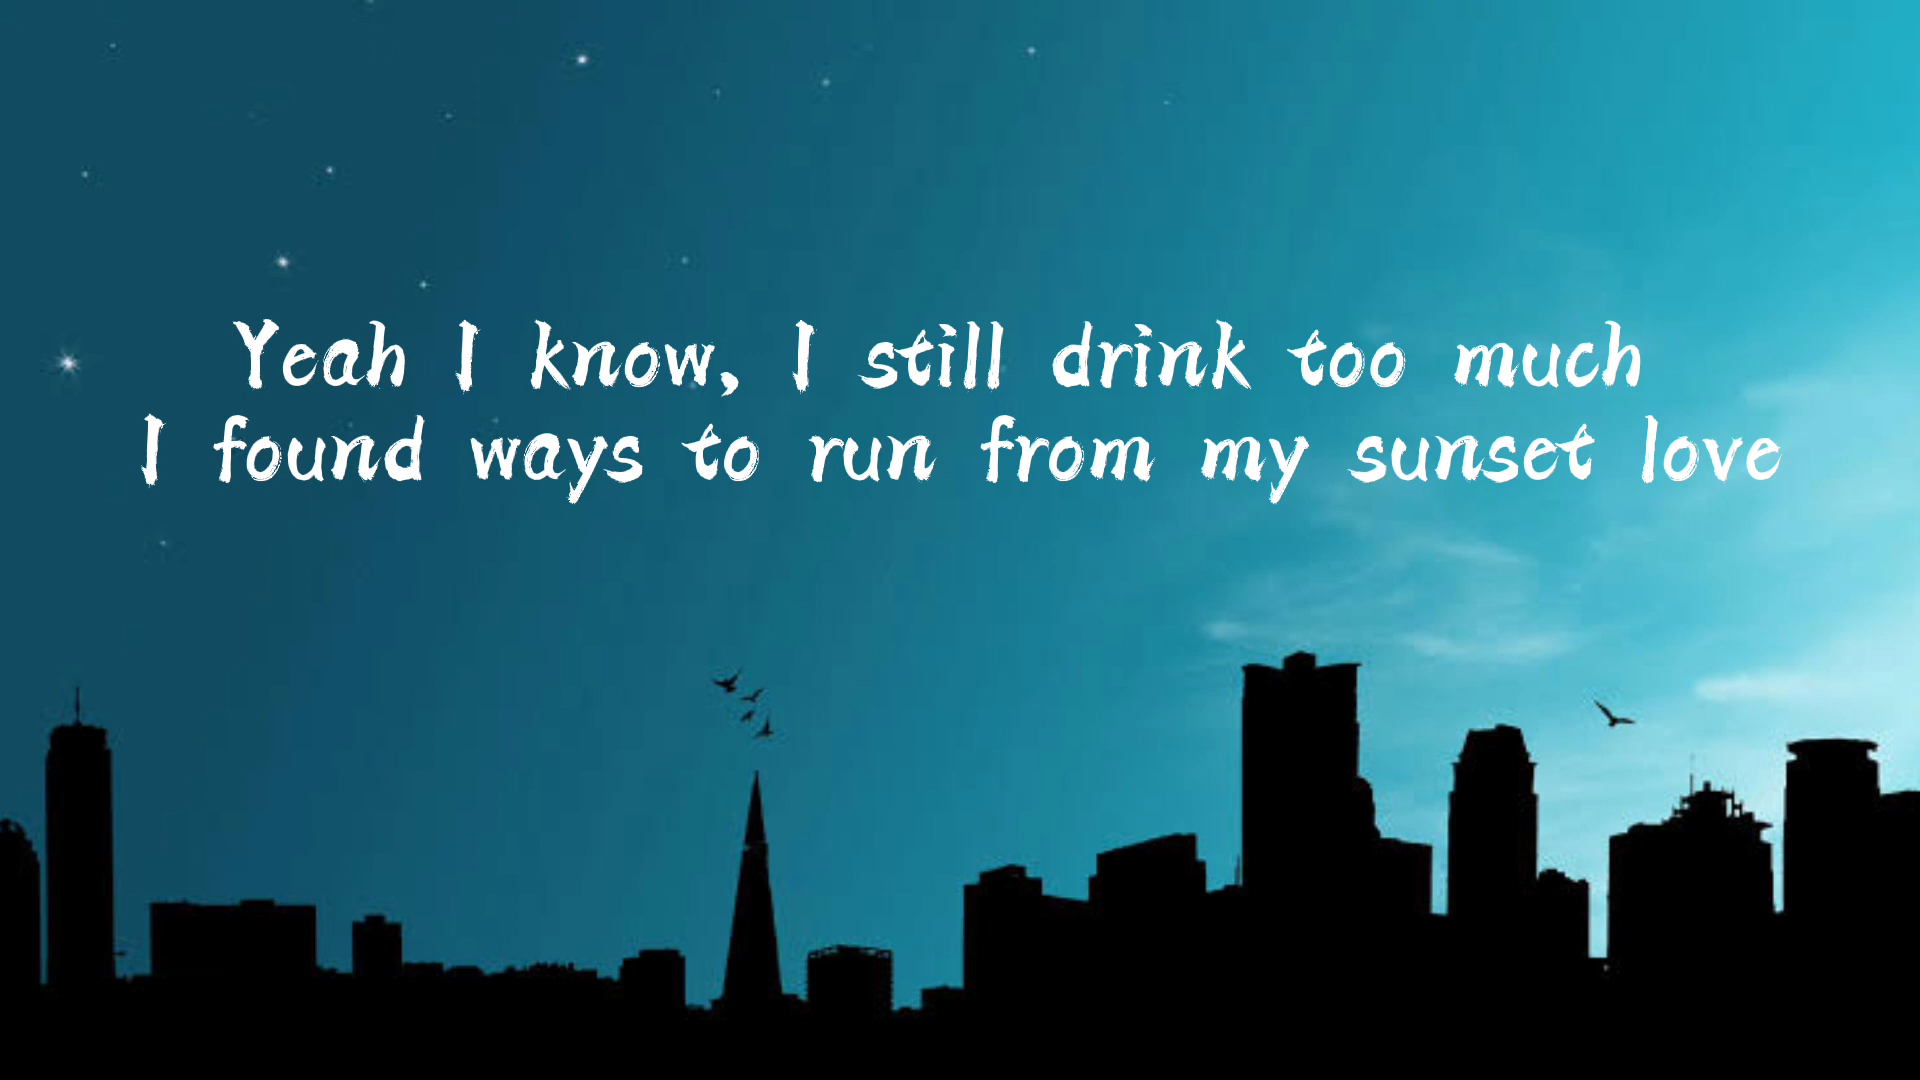 Yeah I know, I still drink too much
I found ways to run from my sunset love